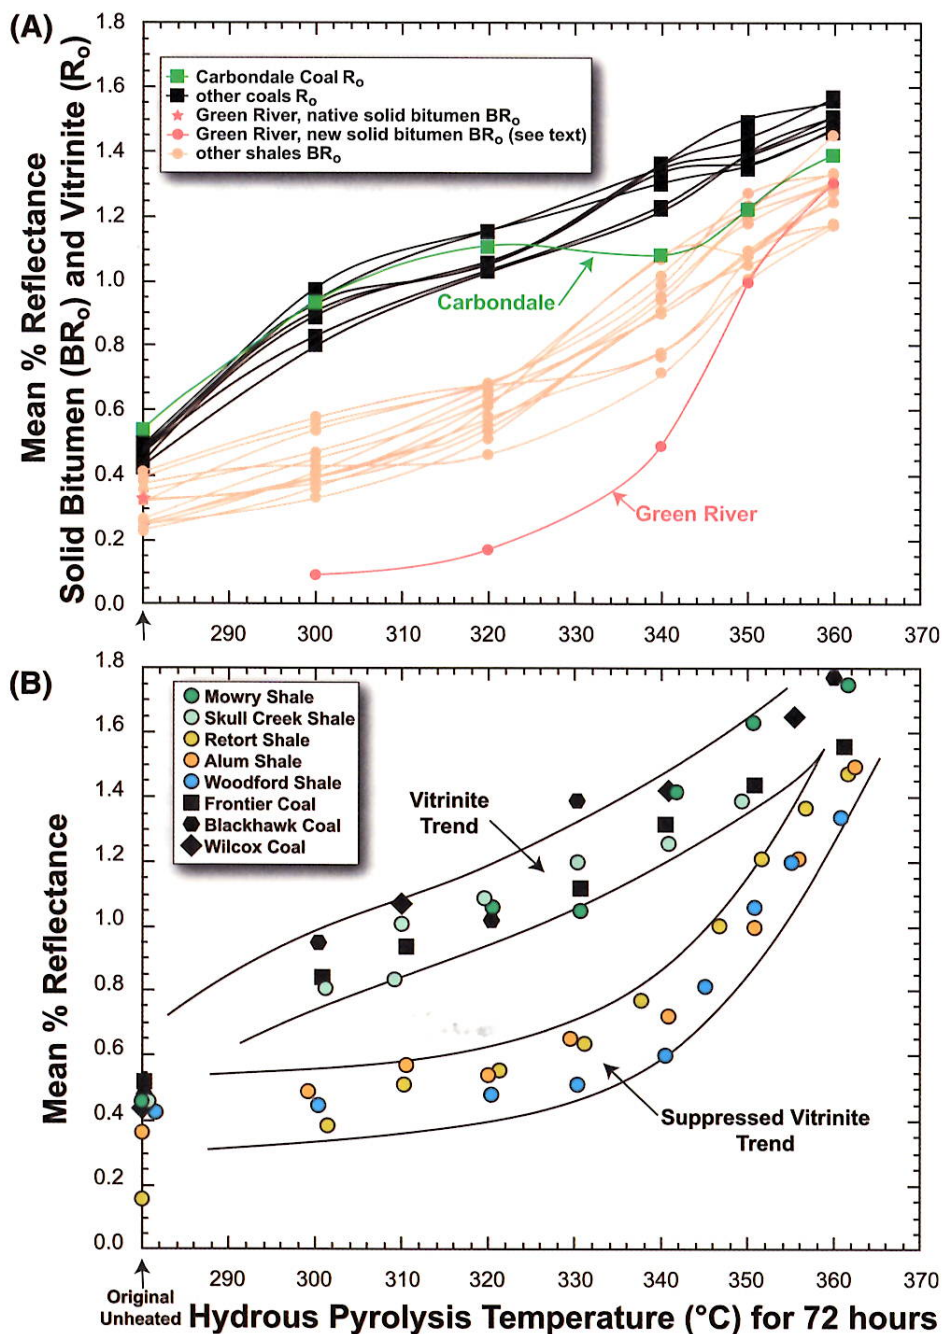 (A)
1.8
1.6
1.4
1.2
1.0
0.8
0.6
0.4
0.2
0.0
Mean % Reflectance
Solid Bitumen (BRo) and Vitrinite (Ro)
Carbondale Coal Ro
other coals Ro
Green River, native solid bitumen BRo
Green River, new solid bitumen BRo (see text)
other shales BRo
Carbondale
Green River
290 300 310 320 330 340 350 360 370
(B)
1.8
1.6
1.4
1.2
1.0
0.8
0.6
0.4
0.2
0.0
Mean % Reflectance
Mowry Shale
Skull Creek Shale
Retort Shale
Alum Shale
Woodford Shale
Frontier Coal
Blackhawk Coal
Wilcox Coal
Vitrinite
Trend
Suppressed Vitrinite
Trend
290 300 310 320 330 340 350 360 370
Original
Unheated
Hydrous Pyrolysis Temperature (°C) for 72 hours